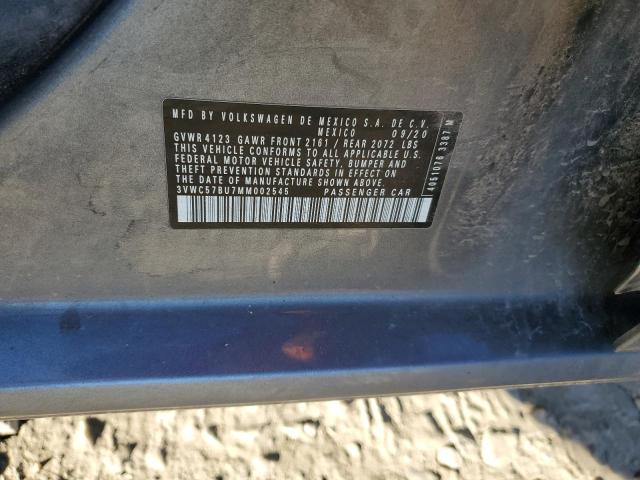 MFD BY VOLKSWAGEN DE MEXICO S.A. DE C.V.
MEXICO 09/20
GVWR 4123 GAWR FRONT 2161 / REAR 2072 LBS
THIS VEHICLE CONFORMS TO ALL APPLICABLE U.S.
FEDERAL MOTOR VEHICLE SAFETY, BUMPER AND
THEFT PREVENTION STANDARDS IN EFFECT ON
THE DATE OF MANUFACTURE SHOWN ABOVE
3VWC57BU7MM002545 PASSENGER CAR
4051076 3387 M